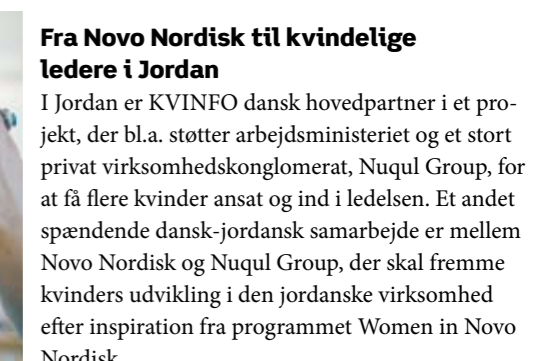 Fra Novo Nordisk til kvindelige
ledere i Jordan
I Jordan er KVINFO dansk hovedpartner i et pro-
jekt, der bl.a. støtter arbejdsministeriet og et stort
privat virksomhedskonglomerat, Nuqul Group, for
at få flere kvinder ansat og ind i ledelsen. Et andet
spændende dansk-jordansk samarbejde er mellem
Novo Nordisk og Nuqul Group, der skal fremme
kvinders udvikling i den jordanske virksomhed
efter inspiration fra programmet Women in Novo
Nordisk.